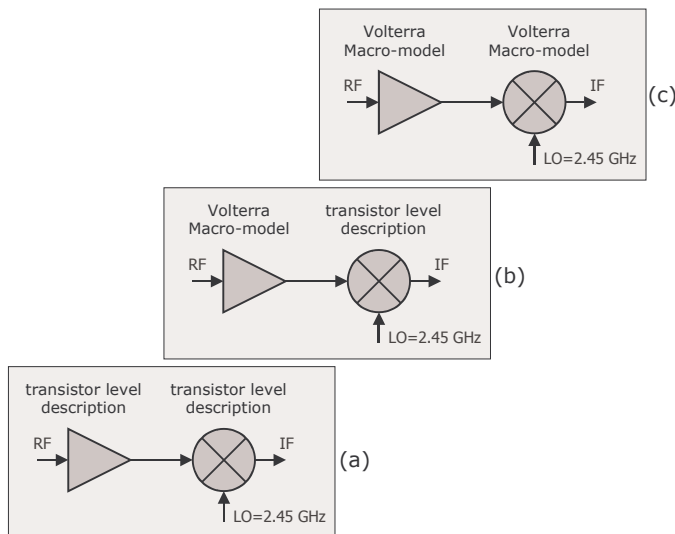 Volterra
Macro-model
Volterra
Macro-model
RF
IF
(c)
LO=2.45 GHz
Volterra
Macro-model
transistor level
description
RF
IF
(b)
LO=2.45 GHz
transistor level
description
transistor level
description
RF
IF
(a)
LO=2.45 GHz